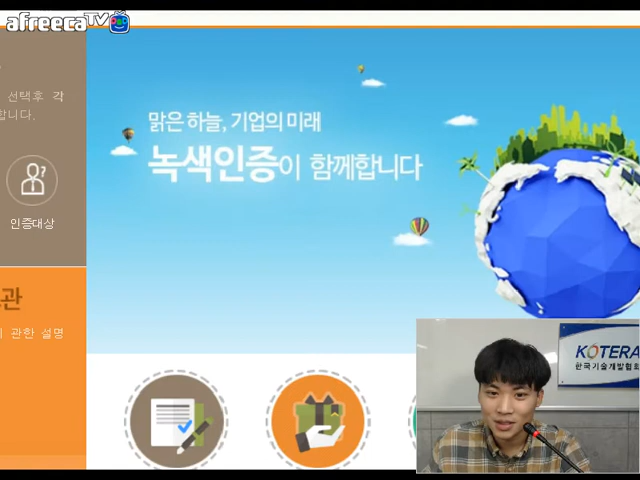 afreecaTV
선택후 각
합니다.
인증대상
관
관한 설명
맑은 하늘, 기업의 미래
녹색인증이 함께합니다
KOTERA
한국기술개발협회